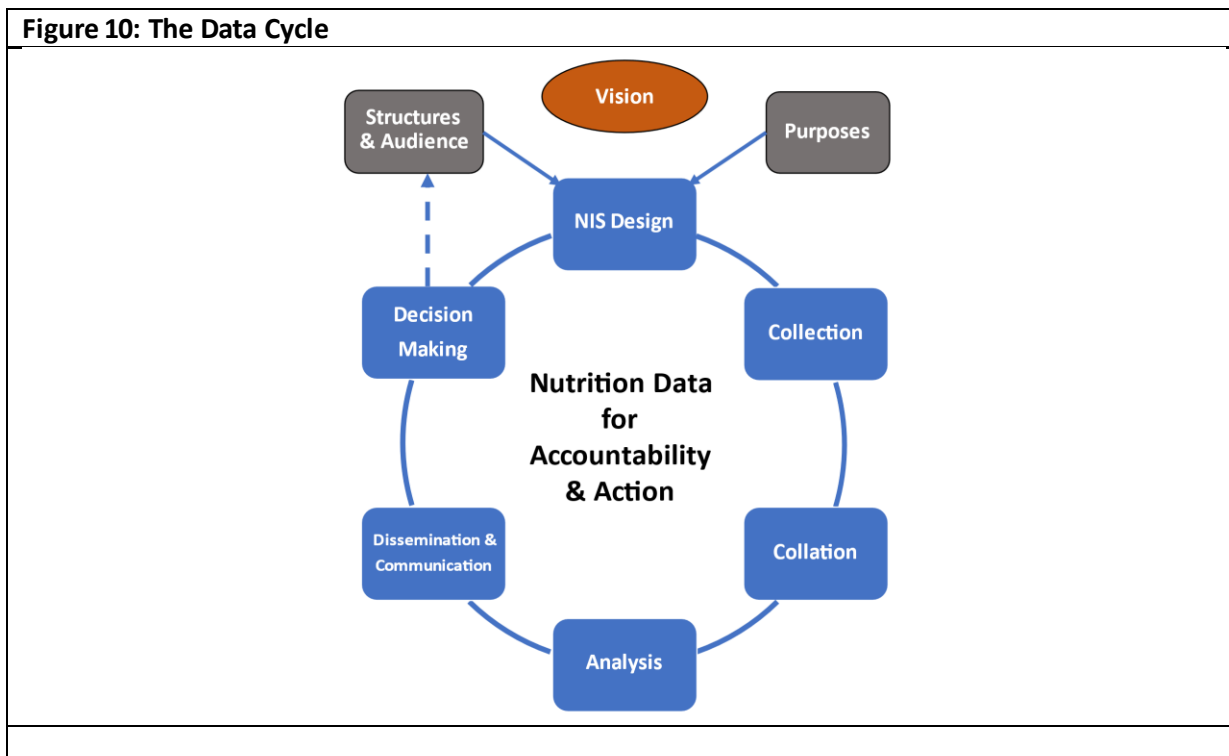 Figure 10: The Data Cycle
Vision
Structures
& Audience
Purposes
NIS Design
Decision
Making
Collection
Nutrition Data
for
Accountability
& Action
Dissemination &
Communication
Collation
Analysis